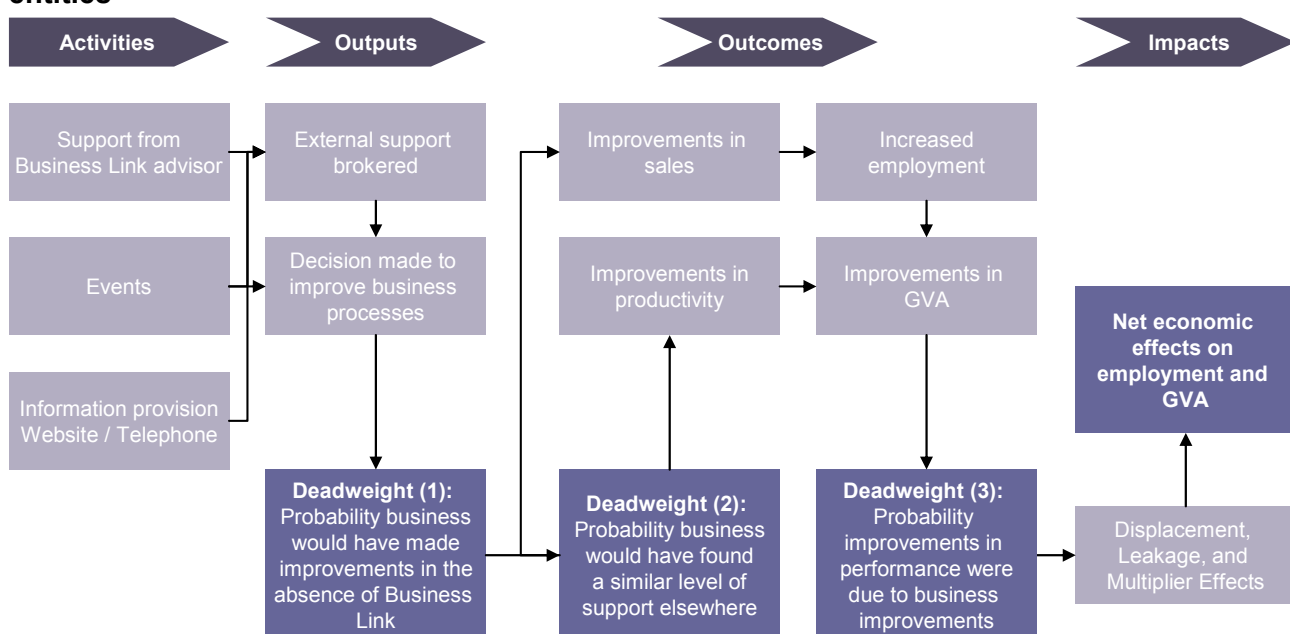 entities
Activities
Outputs
Outcomes
Impacts
Support from
Business Link advisor
External support
brokered
Improvements in
sales
Increased
employment
Events
Decision made to
improve business
processes
Improvements in
productivity
Improvements in
GVA
Net economic
effects on
employment and
GVA
Information provision
Website / Telephone
Deadweight (1):
Probability business
would have made
improvements in the
absence of Business
Link
Deadweight (2):
Probability business
would have found
a similar level of
support elsewhere
Deadweight (3):
Probability
improvements in
performance were
due to business
improvements
Displacement,
Leakage, and
Multiplier Effects